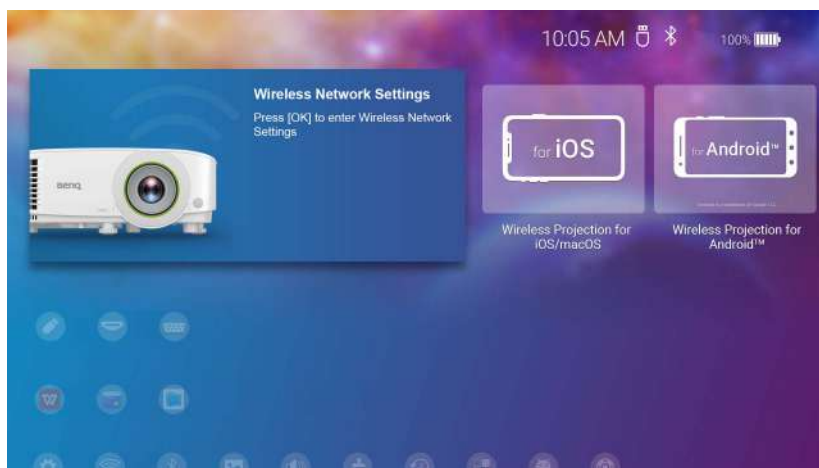 10:05 AM
100%
Wireless Network Settings
Press [OK] to enter Wireless Network
Settings
BenQ
for iOS
for Android™
Wireless Projection for
iOS/macOS
Wireless Projection for
Android™
W